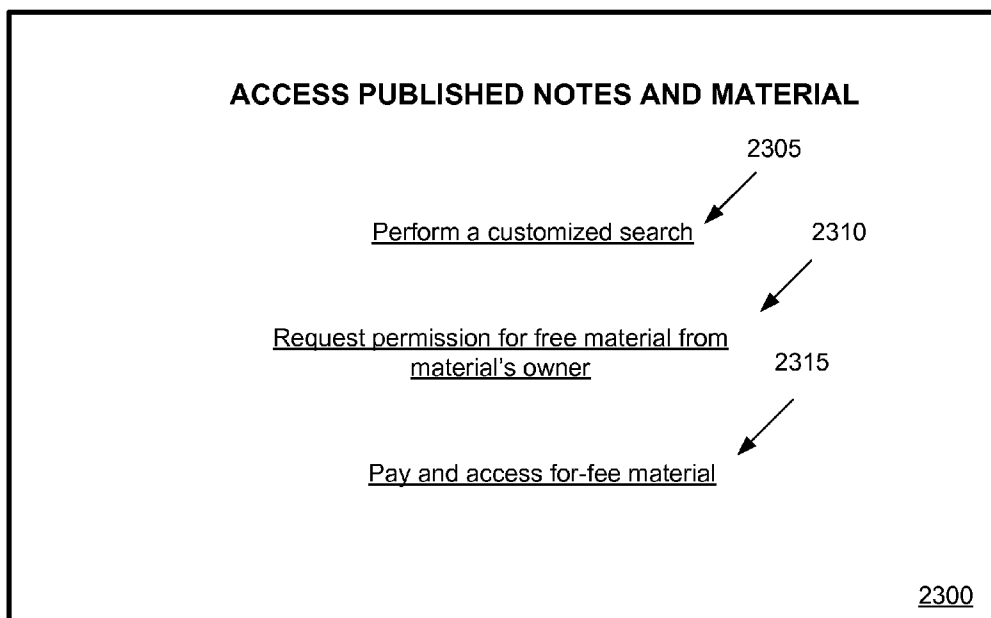 ACCESS PUBLISHED NOTES AND MATERIAL
2305
Perform a customized search
2310
Request permission for free material from
material's owner
2315
Pay and access for-fee material
2300